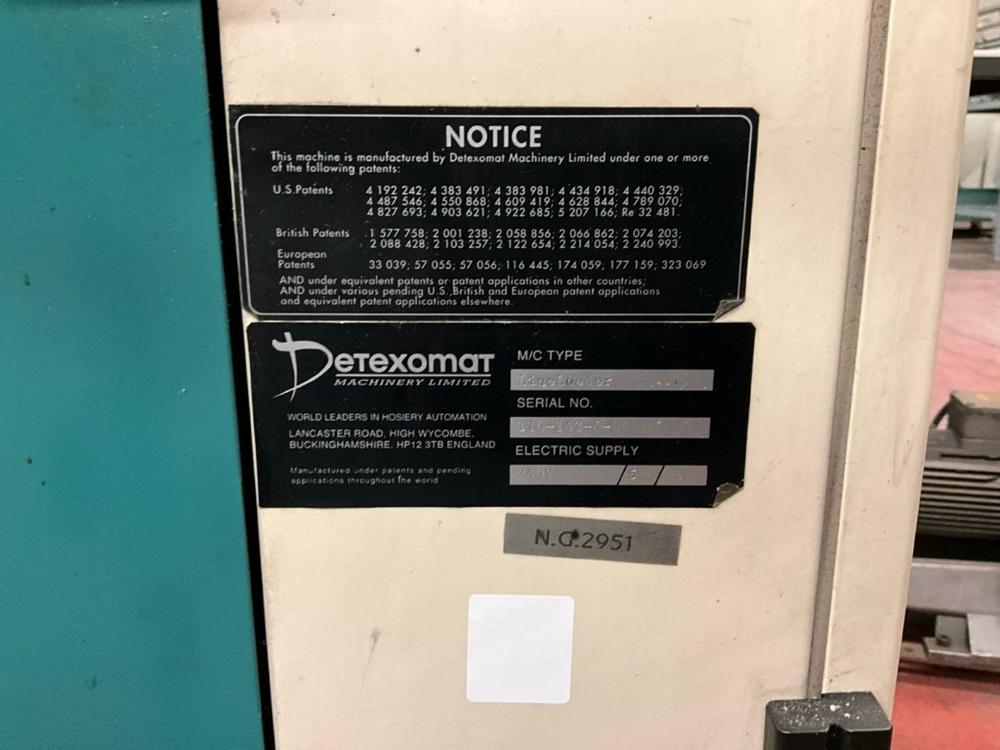 NOTICE
This machine is manufactured by Detexomat Machinery Limited under one or more
of the following patents:
U.S.Patents 4 192 242; 4 383 491; 4 383 981; 4 434 918; 4 440 329;
4 487 546; 4 550 868; 4 609 419; 4 628 844; 4 789 070;
4 827 693; 4 903 621; 4 922 685; 5 207 166; Re 32 481.
British Patents 1 577 758; 2 001 238; 2 058 856; 2 066 862; 2 074 203;
2 088 428; 2 103 257; 2 122 654; 2 214 054; 2 240 993.
European
Patents 33 039; 57 055; 57 056; 116 445; 174 059; 177 159; 323 069
AND under equivalent patents or patent applications in other countries;
AND under various pending U.S.,British and European patent applications
and equivalent patent applications elsewhere.
DETEXOMAT
MACHINERY LIMITED
WORLD LEADERS IN HOSIERY AUTOMATION
LANCASTER ROAD, HIGH WYCOMBE,
BUCKINGHAMSHIRE. HP12 3TB ENGLAND
Manufactured under patents and pending
applications throughout the world
M/C TYPE
LineLoader
SERIAL NO.
ELECTRIC SUPPLY
240V / /
N.G.2951